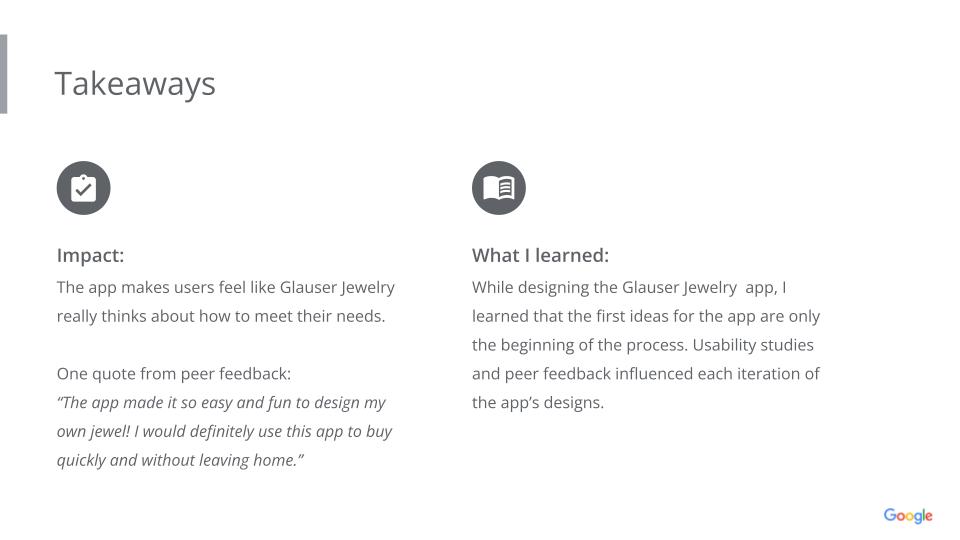 Takeaways
Impact:
The app makes users feel like Glauser Jewelry
really thinks about how to meet their needs.
One quote from peer feedback:
“The app made it so easy and fun to design my
own jewel! I would definitely use this app to buy
quickly and without leaving home.”
What I learned:
While designing the Glauser Jewelry  app, I
learned that the first ideas for the app are only
the beginning of the process. Usability studies
and peer feedback influenced each iteration of
the app’s designs.
Google